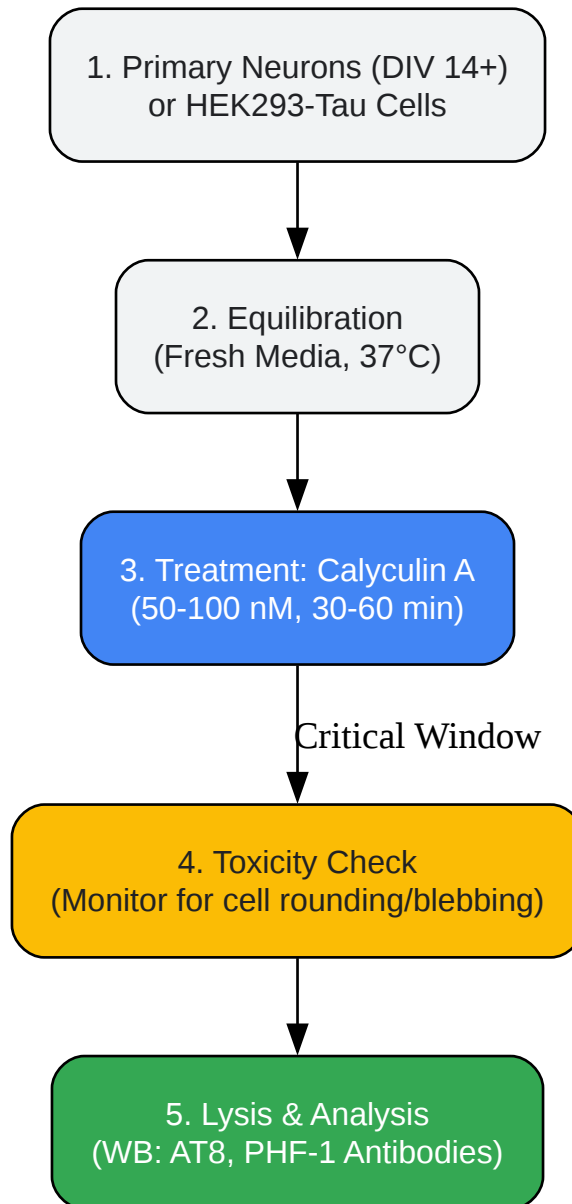 1. Primary Neurons (DIV 14+)
or HEK293-Tau Cells
2. Equilibration
(Fresh Media, 37°C)
3. Treatment: Calyculin A
(50-100 nM, 30-60 min)
Critical Window
4. Toxicity Check
(Monitor for cell rounding/blebbing)
5. Lysis & Analysis
(WB: AT8, PHF-1 Antibodies)